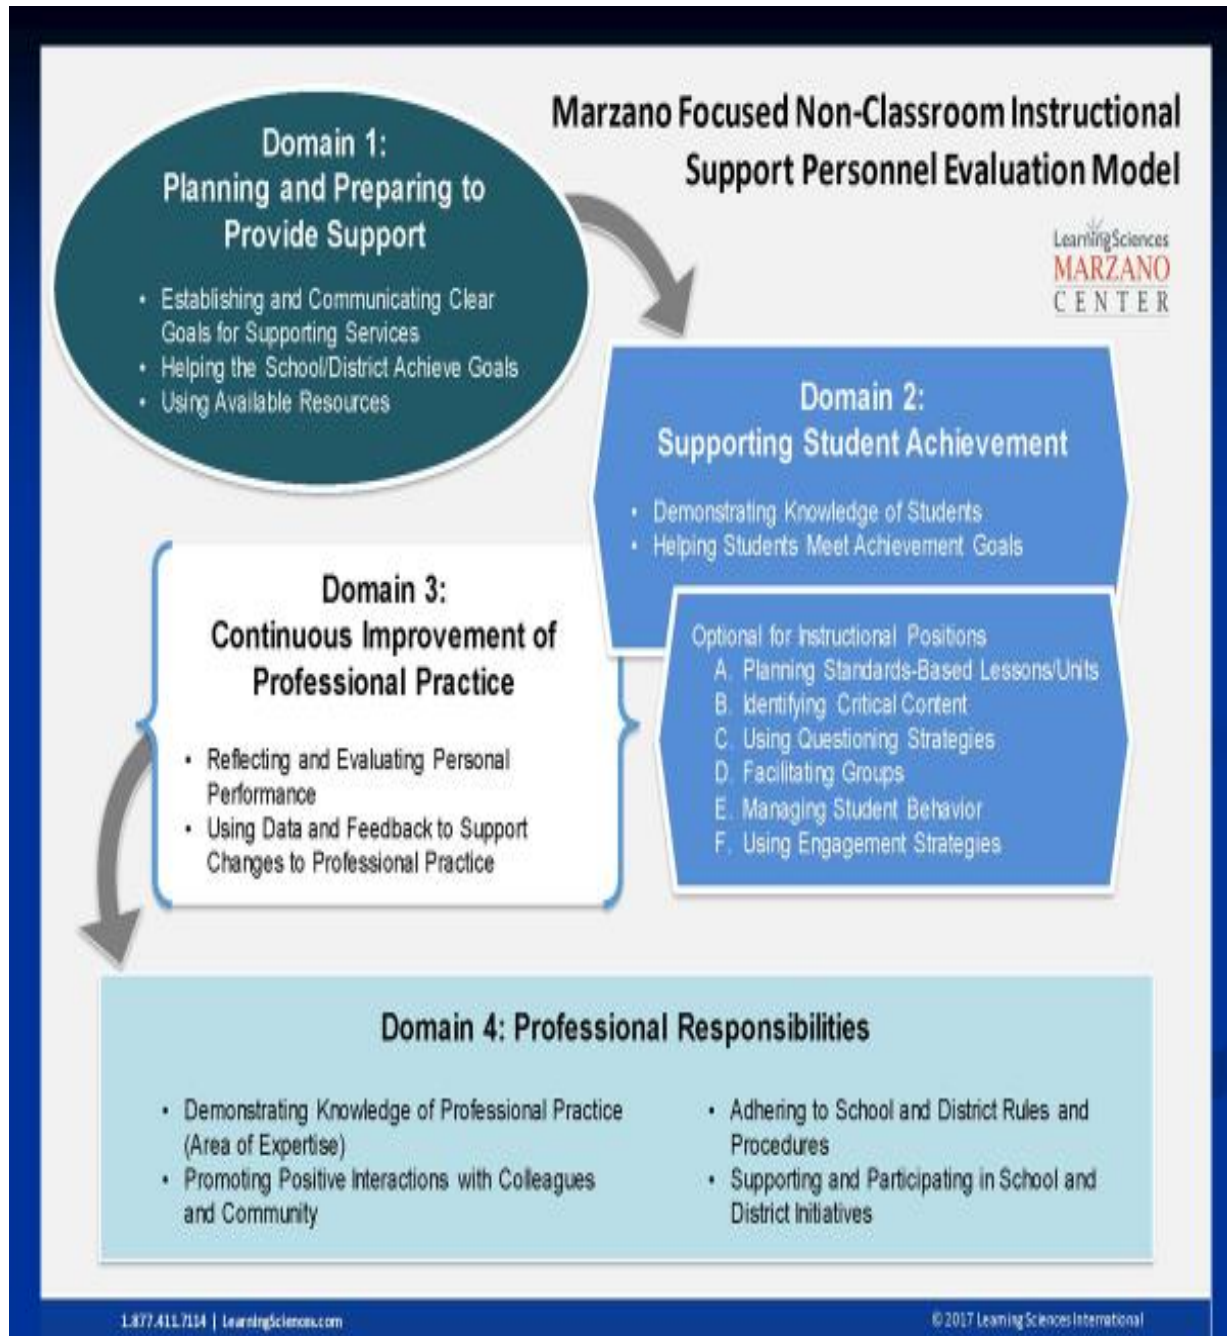 Marzano Focused Non-Classroom Instructional
Support Personnel Evaluation Model
LearningSciences
MARZANO
CENTER
Domain 1:
Planning and Preparing to
Provide Support
• Establishing and Communicating Clear
Goals for Supporting Services
• Helping the School/District Achieve Goals
• Using Available Resources
Domain 2:
Supporting Student Achievement
• Demonstrating Knowledge of Students
• Helping Students Meet Achievement Goals
Optional for Instructional Positions
A. Planning Standards-Based Lessons/Units
B. Identifying Critical Content
C. Using Questioning Strategies
D. Facilitating Groups
E. Managing Student Behavior
F. Using Engagement Strategies
Domain 3:
Continuous Improvement of
Professional Practice
• Reflecting and Evaluating Personal
Performance
• Using Data and Feedback to Support
Changes to Professional Practice
Domain 4: Professional Responsibilities
• Demonstrating Knowledge of Professional Practice
(Area of Expertise)
• Promoting Positive Interactions with Colleagues
and Community
• Adhering to School and District Rules and
Procedures
• Supporting and Participating in School and
District Initiatives
1.877.411.7114 | LearningSciences.com
© 2017 Learning Sciences International